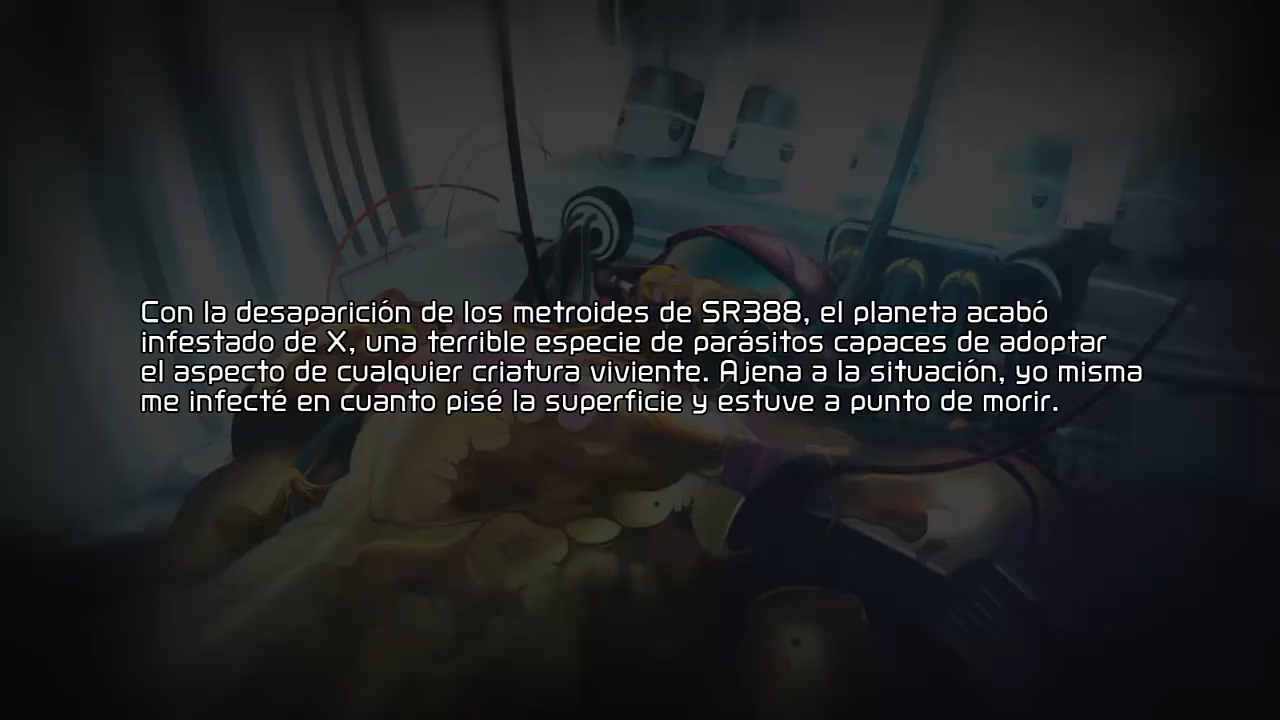 Con la desaparición de los metroides de SR388, el planeta acabó
infestado de X, una terrible especie de parásitos capaces de adoptar
el aspecto de cualquier criatura viviente. Ajena a la situación, yo misma
me infecté en cuanto pisé la superficie y estuve a punto de morir.